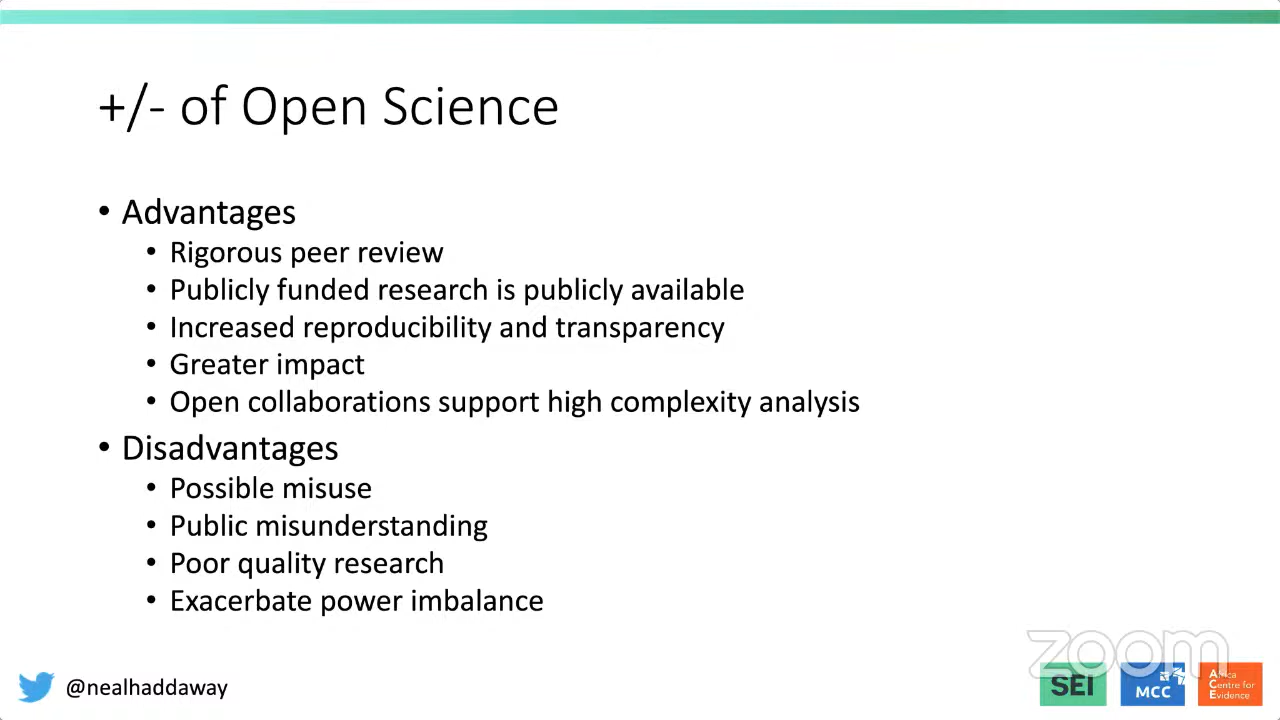 +/- of Open Science
• Advantages
• Rigorous peer review
• Publicly funded research is publicly available
• Increased reproducibility and transparency
• Greater impact
• Open collaborations support high complexity analysis
• Disadvantages
• Possible misuse
• Public misunderstanding
• Poor quality research
• Exacerbate power imbalance
@nealhaddaway
zoom
SEI
MCC
Africa
Centre for
Evidence